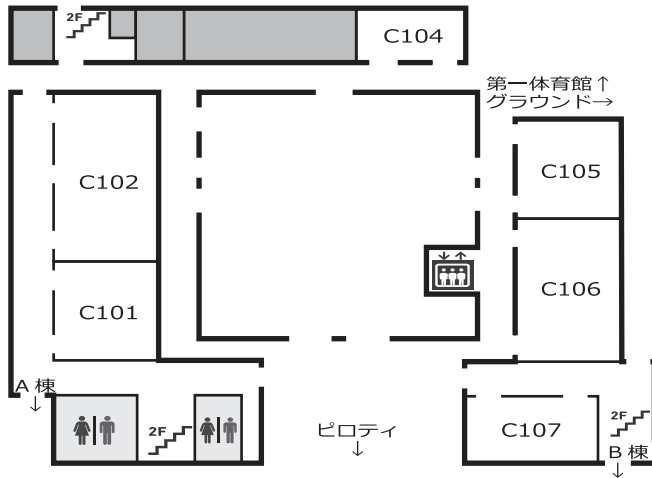 2F
C104
第一体育館↑
グラウンド→
C102
C105
C101
C106
A棟
↓
2F
ピロティ
↓
C107
2F
B棟
↓